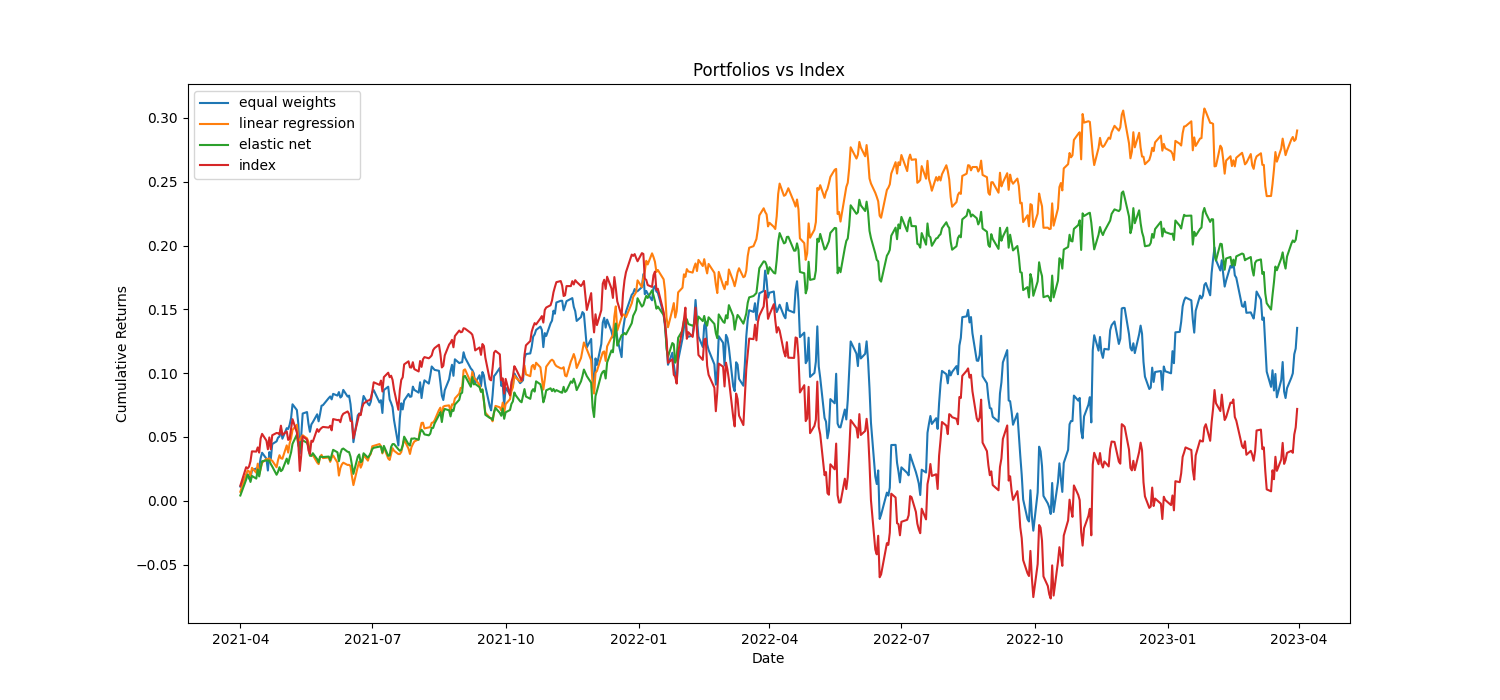 Portfolios vs Index
equal weights
linear regression
elastic net
index
Cumulative Returns
0.30
0.25
0.20
0.15
0.10
0.05
0.00
−0.05
2021-04 2021-07 2021-10 2022-01 2022-04 2022-07 2022-10 2023-01 2023-04
Date